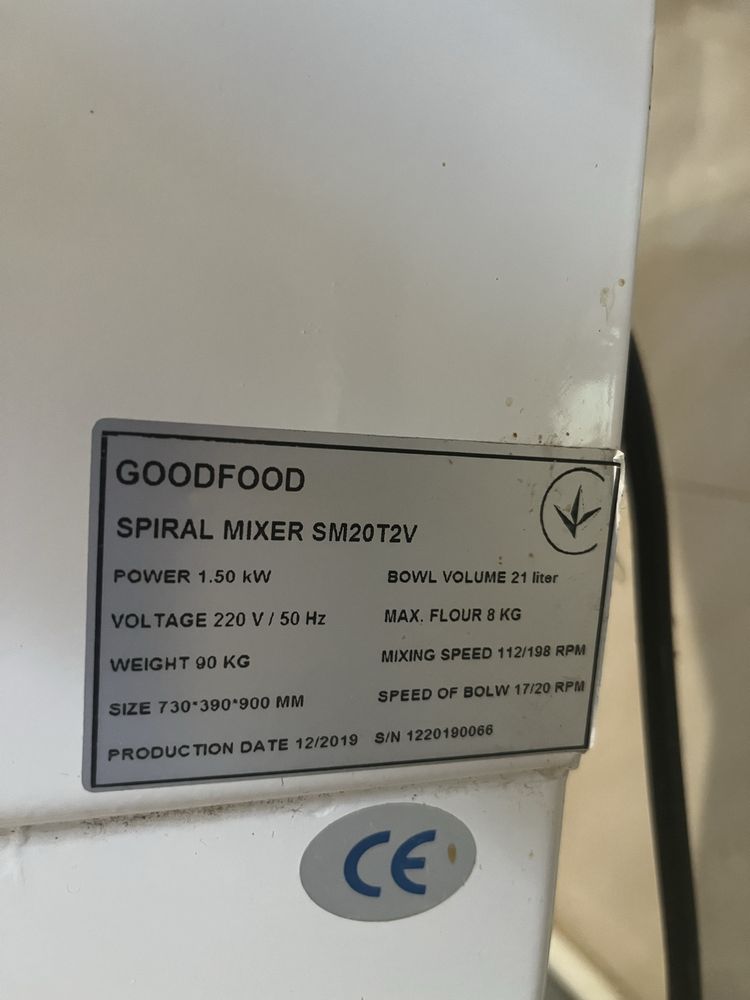 GOODFOOD
SPIRAL MIXER SM20T2V
POWER 1.50 kW
BOWL VOLUME 21 liter
VOLTAGE 220 V / 50 Hz
MAX. FLOUR 8 KG
WEIGHT 90 KG
MIXING SPEED 112/198 RPM
SIZE 730*390*900 MM
SPEED OF BOLW 17/20 RPM
PRODUCTION DATE 12/2019 S/N 1220190066
CE